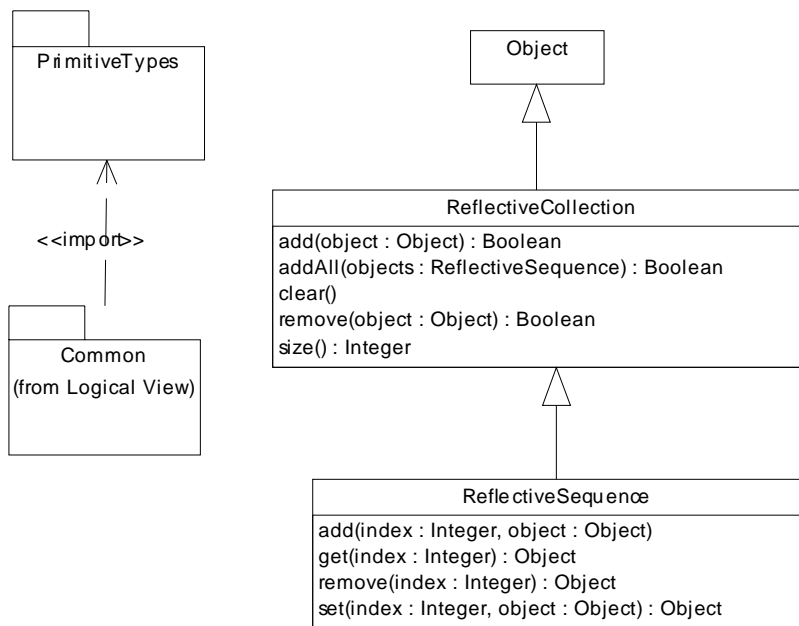 PrimitiveTypes
<<import>>
Common
(from Logical View)
Object
ReflectiveCollection
add(object : Object) : Boolean
addAll(objects : ReflectiveSequence) : Boolean
clear()
remove(object : Object) : Boolean
size() : Integer
ReflectiveSequence
add(index : Integer, object : Object)
get(index : Integer) : Object
remove(index : Integer) : Object
set(index : Integer, object : Object) : Object